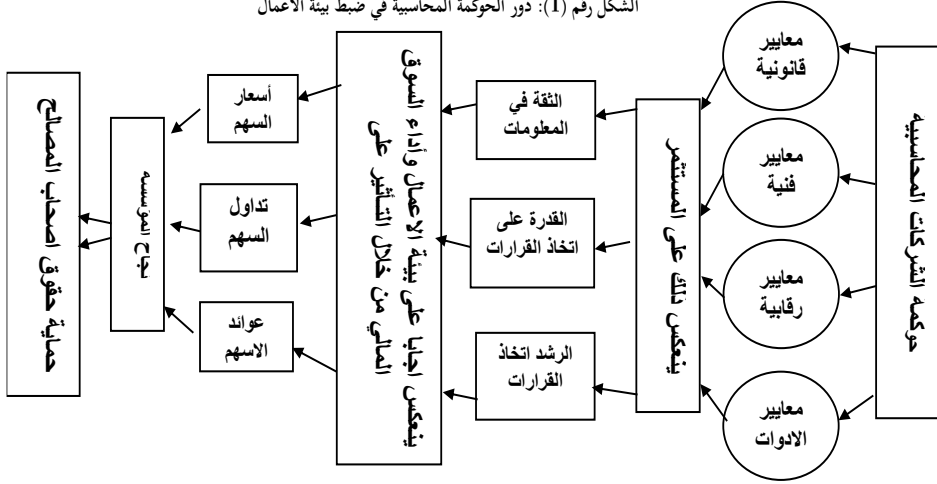 الشكل رقم (1): دور الحوكمة المحاسبية في ضبط بيئة الأعمال
حوكمة الشركات المحاسبية
معايير
قانونية
معايير
فنية
معايير
رقابية
معايير
الادوات
ينعكس ذلك على المستثمر
الثقة في
المعلومات
القدرة على
اتخاذ القرارات
الرشد اتخاذ
القرارات
ينعكس اجابا على بيئة الاعمال وأداء السوق
المالي من خلال التأثير على
أسعار
السهم
تداول
السهم
عوائد
الاسهم
نجاح المؤسسه
حماية حقوق اصحاب المصالح